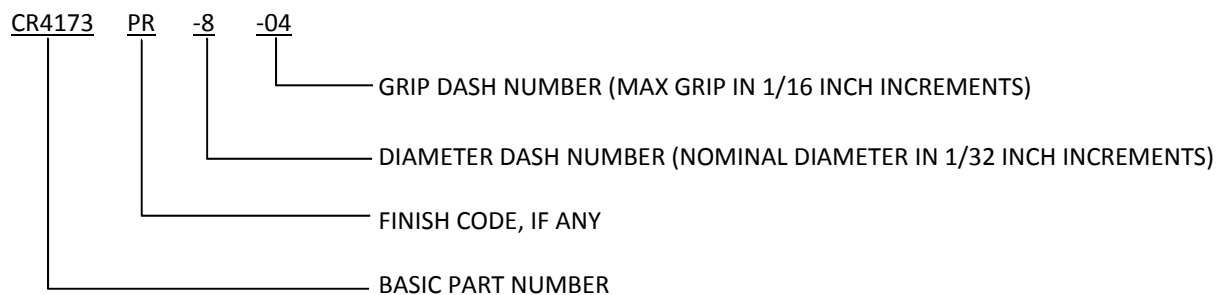 CR4173 PR -8 -04
GRIP DASH NUMBER (MAX GRIP IN 1/16 INCH INCREMENTS)
DIAMETER DASH NUMBER (NOMINAL DIAMETER IN 1/32 INCH INCREMENTS)
FINISH CODE, IF ANY
BASIC PART NUMBER